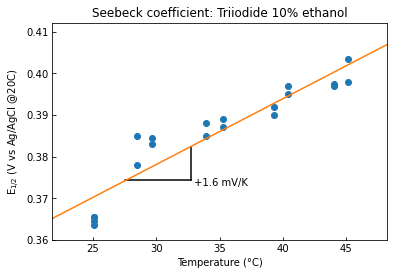 Seebeck coefficient: Triiodide 10% ethanol
0.41
0.40
0.39
0.38
0.37
0.36
E1/2 (V vs Ag/AgCl @20C)
+1.6 mV/K
25 30 35 40 45
Temperature (°C)